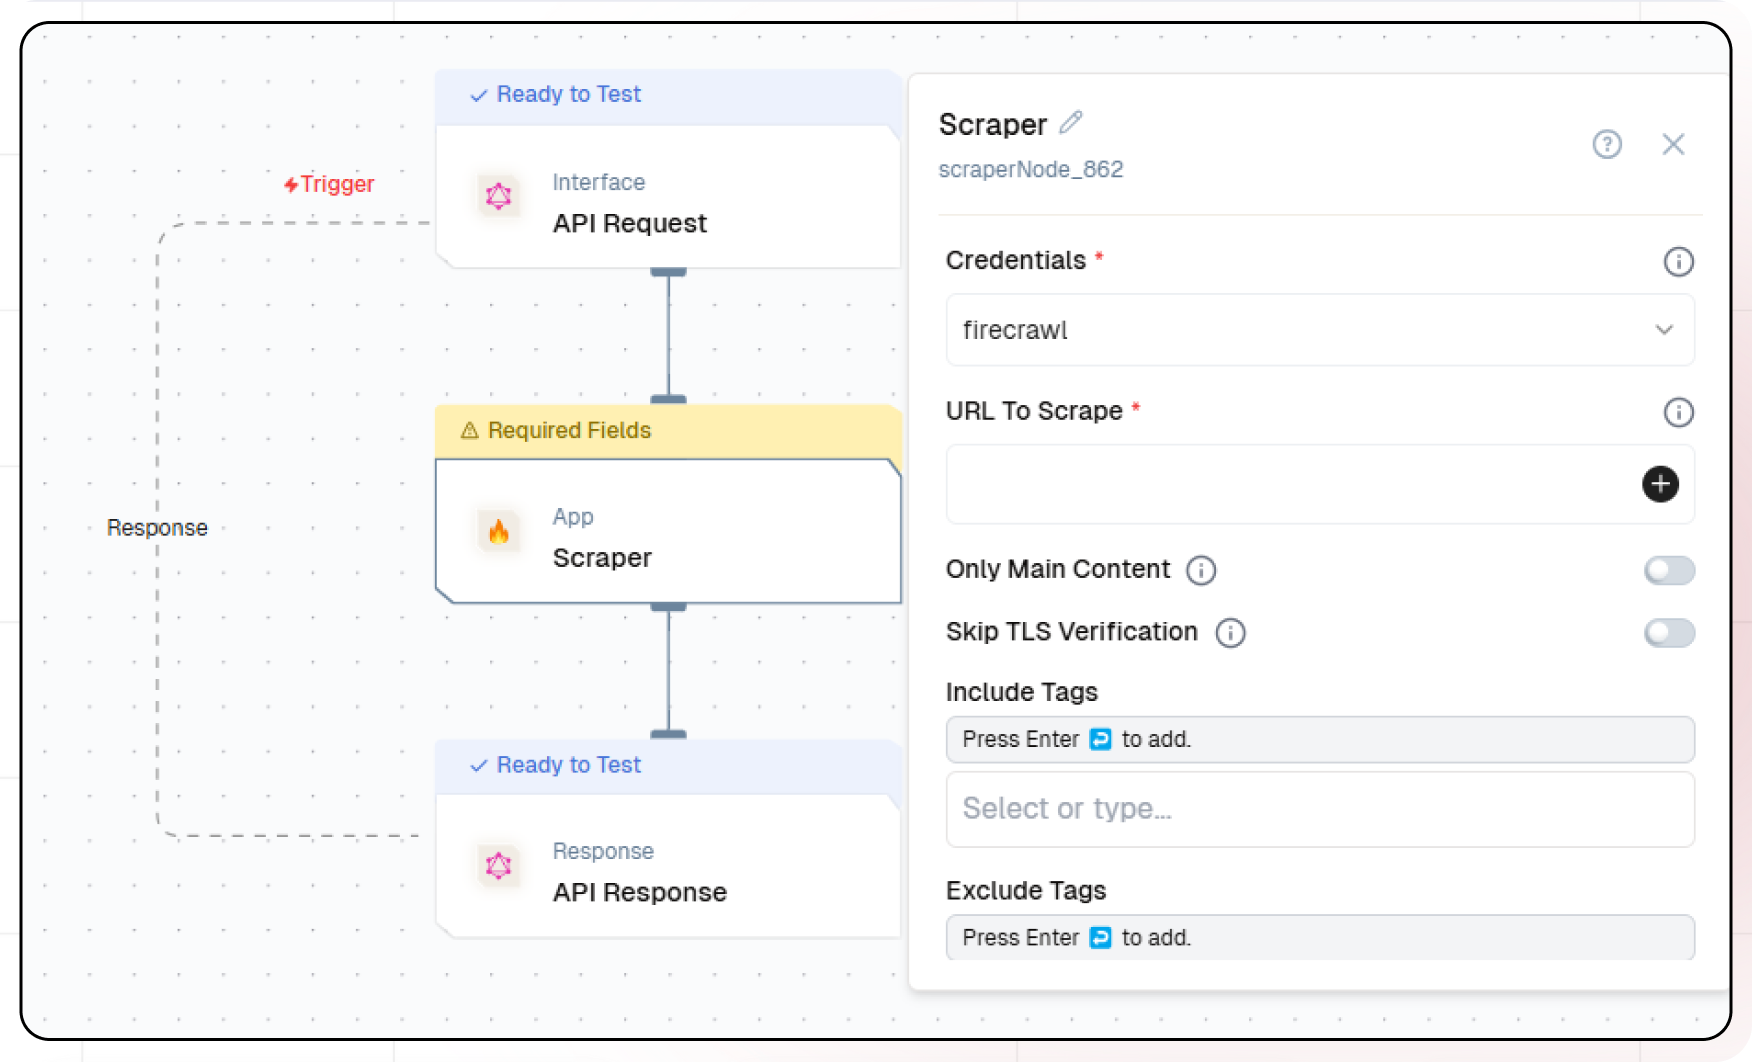 Ready to Test
Trigger
Interface
API Request
Required Fields
App
Scraper
Response
Ready to Test
Response
API Response
Scraper
scraperNode_862
Credentials *
firecrawl
URL To Scrape *
Only Main Content
Skip TLS Verification
Include Tags
Press Enter to add.
Select or type...
Exclude Tags
Press Enter to add.